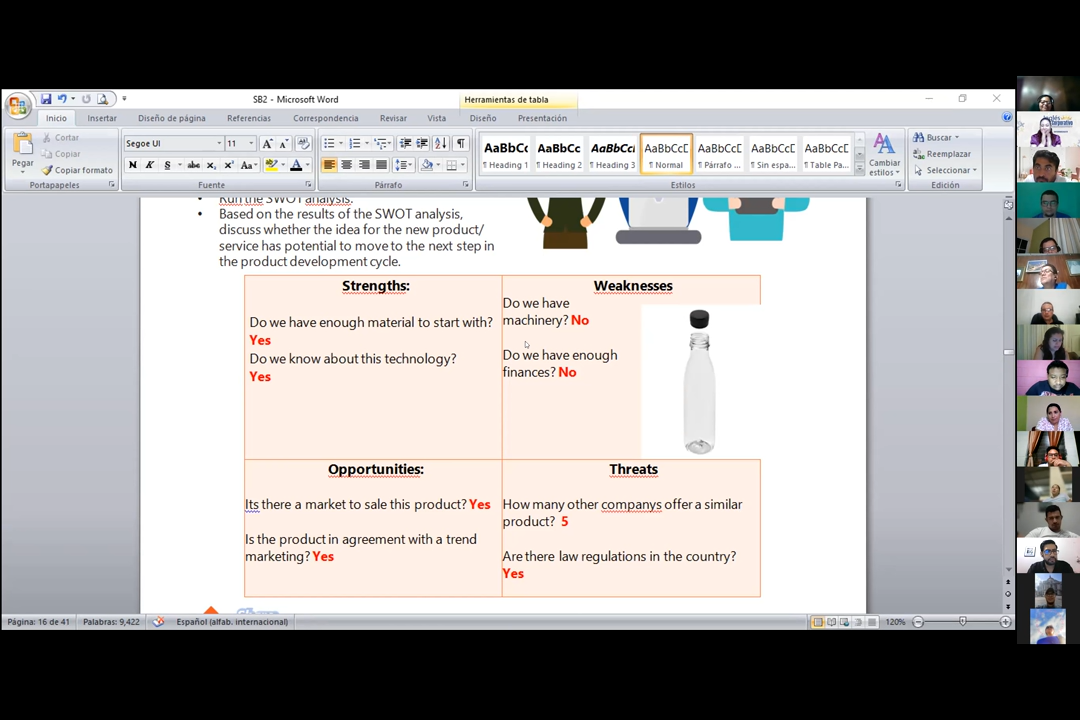 SB2 - Microsoft Word
Herramientas de tabla
Inicio
Insertar
Diseño de página
Referencias
Correspondencia
Revisar
Vista
Diseño
Presentación
Pegar
Cortar
Copiar
Copiar formato
Portapapeles
Segoe UI
11
N K S abc x₂ x² Aa
Fuente
Párrafo
AaBbCc AaBbCc AaBbCc AaBbCcD AaBbCcD AaBbCcD AaBbCcD
Heading 1
Heading 2
Heading 3
¶ Normal
¶ Párrafo ...
¶ Sin espa...
¶ Table Pa...
Estilos
Cambiar
estilos
Buscar
Reemplazar
Seleccionar
Edición
Run the SWOT analysis.
• Based on the results of the SWOT analysis,
discuss whether the idea for the new product/
service has potential to move to the next step in
the product development cycle.
Strengths:
Do we have enough material to start with?
Yes
Do we know about this technology?
Yes
Weaknesses
Do we have
machinery? No
Do we have enough
finances? No
Opportunities:
Its there a market to sale this product? Yes
Is the product in agreement with a trend
marketing? Yes
Threats
How many other companys offer a similar
product? 5
Are there law regulations in the country?
Yes
Página: 16 de 41
Palabras: 9,422
Español (alfab. internacional)
120%